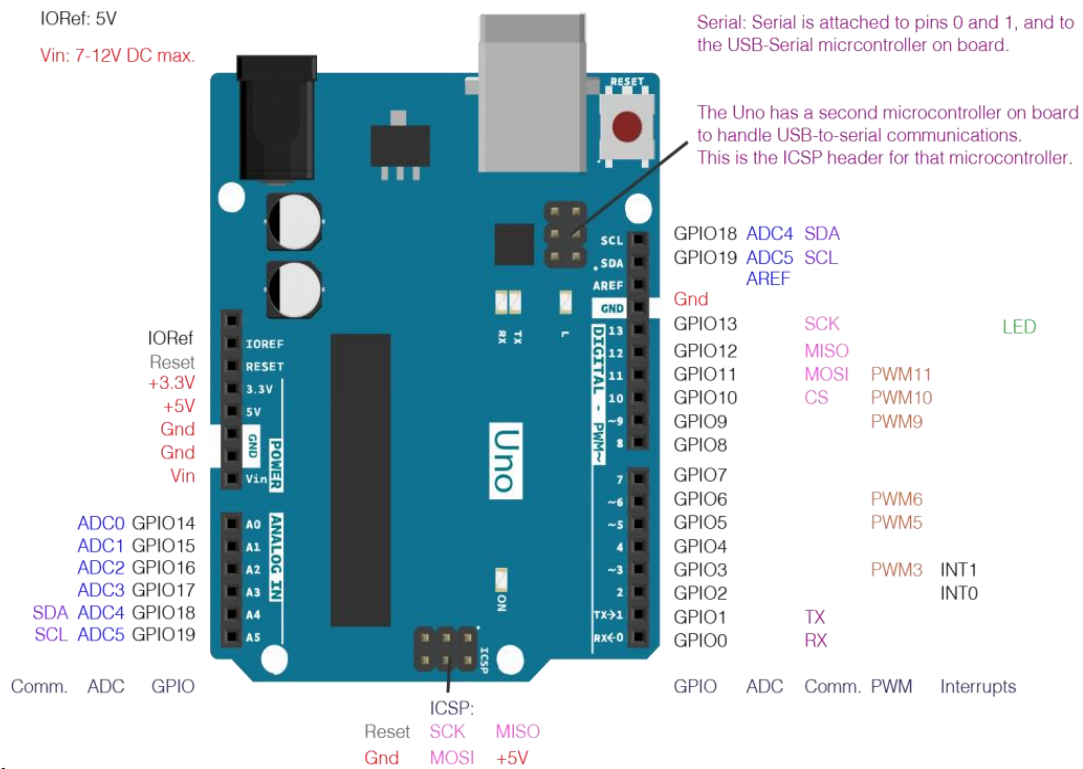 IORef: 5V
Vin: 7-12V DC max.
Serial: Serial is attached to pins 0 and 1, and to
the USB-Serial micrcontroller on board.
The Uno has a second microcontroller on board
to handle USB-to-serial communications.
This is the ICSP header for that microcontroller.
RESET
SCL GPIO18 ADC4 SDA
SDA GPIO19 ADC5 SCL
AREF AREF
GND Gnd
13 GPIO13 SCK LED
12 GPIO12 MISO
11 GPIO11 MOSI PWM11
10 GPIO10 CS PWM10
~9 GPIO9 PWM9
8 GPIO8
7 GPIO7
~6 GPIO6 PWM6
~5 GPIO5 PWM5
4 GPIO4
~3 GPIO3 PWM3 INT1
2 GPIO2 INT0
TX→1 GPIO1 TX
RX←0 GPIO0 RX
GPIO ADC Comm. PWM Interrupts
DIGITAL - PWM~
RX TX L
Uno
ON
IORef IOREF
Reset RESET
+3.3V 3.3V
+5V 5V
Gnd GND
Gnd
Vin Vin
POWER
ADC0 GPIO14 A0
ADC1 GPIO15 A1
ADC2 GPIO16 A2
ADC3 GPIO17 A3
SDA ADC4 GPIO18 A4
SCL ADC5 GPIO19 A5
ANALOG IN
Comm. ADC GPIO
ICSP
ICSP:
Reset SCK MISO
Gnd MOSI +5V